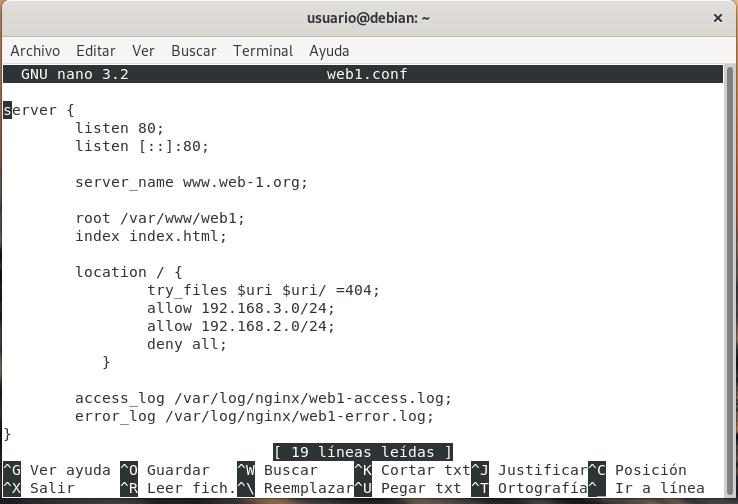 usuario@debian: ~
×
Archivo Editar Ver Buscar Terminal Ayuda
GNU nano 3.2 web1.conf
server {
listen 80;
listen [::]:80;
server_name www.web-1.org;
root /var/www/web1;
index index.html;
location / {
try_files $uri $uri/ =404;
allow 192.168.3.0/24;
allow 192.168.2.0/24;
deny all;
}
access_log /var/log/nginx/web1-access.log;
error_log /var/log/nginx/web1-error.log;
}
[ 19 líneas leídas ]
^G Ver ayuda ^O Guardar ^W Buscar ^K Cortar txt^J Justificar^C Posición
^X Salir ^R Leer fich.^\ Reemplazar^U Pegar txt ^T Ortografía^_ Ir a línea